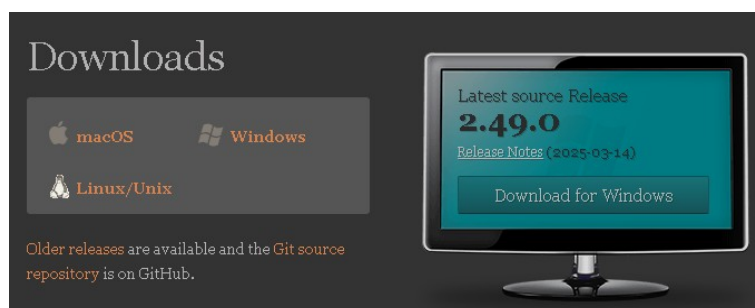 Downloads
macOS
Windows
Linux/Unix
Older releases are available and the Git source
repository is on GitHub.
Latest source Release
2.49.0
Release Notes (2025-03-14)
Download for Windows